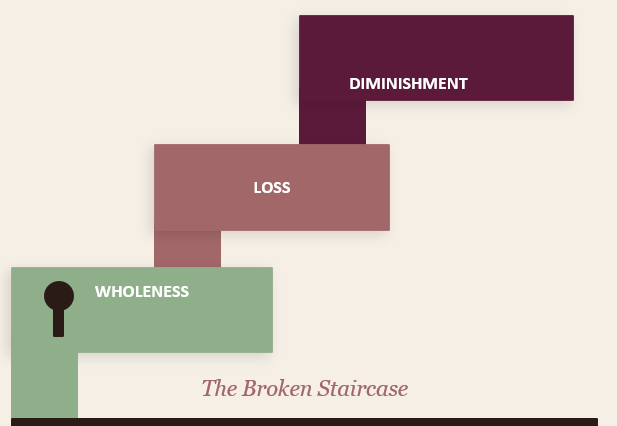 DIMINISHMENT
LOSS
WHOLENESS
The Broken Staircase